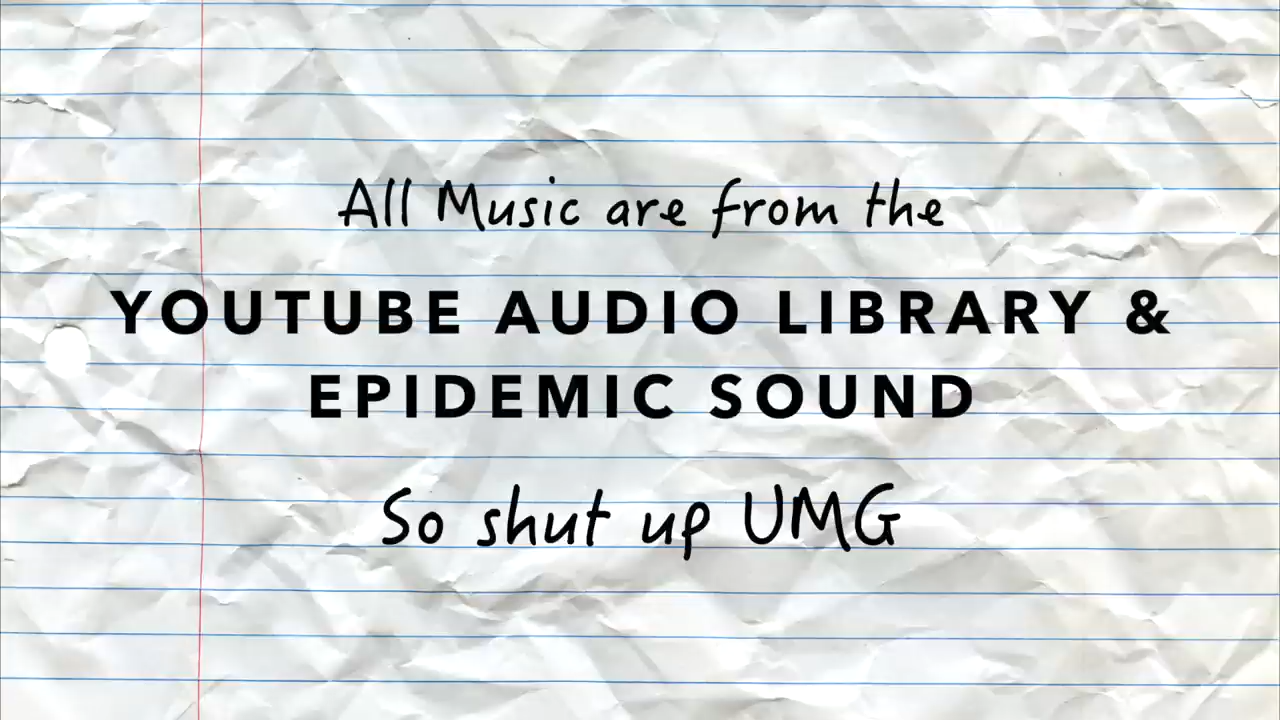 All Music are from the
YOUTUBE AUDIO LIBRARY &
EPIDEMIC SOUND
So shut up UMG